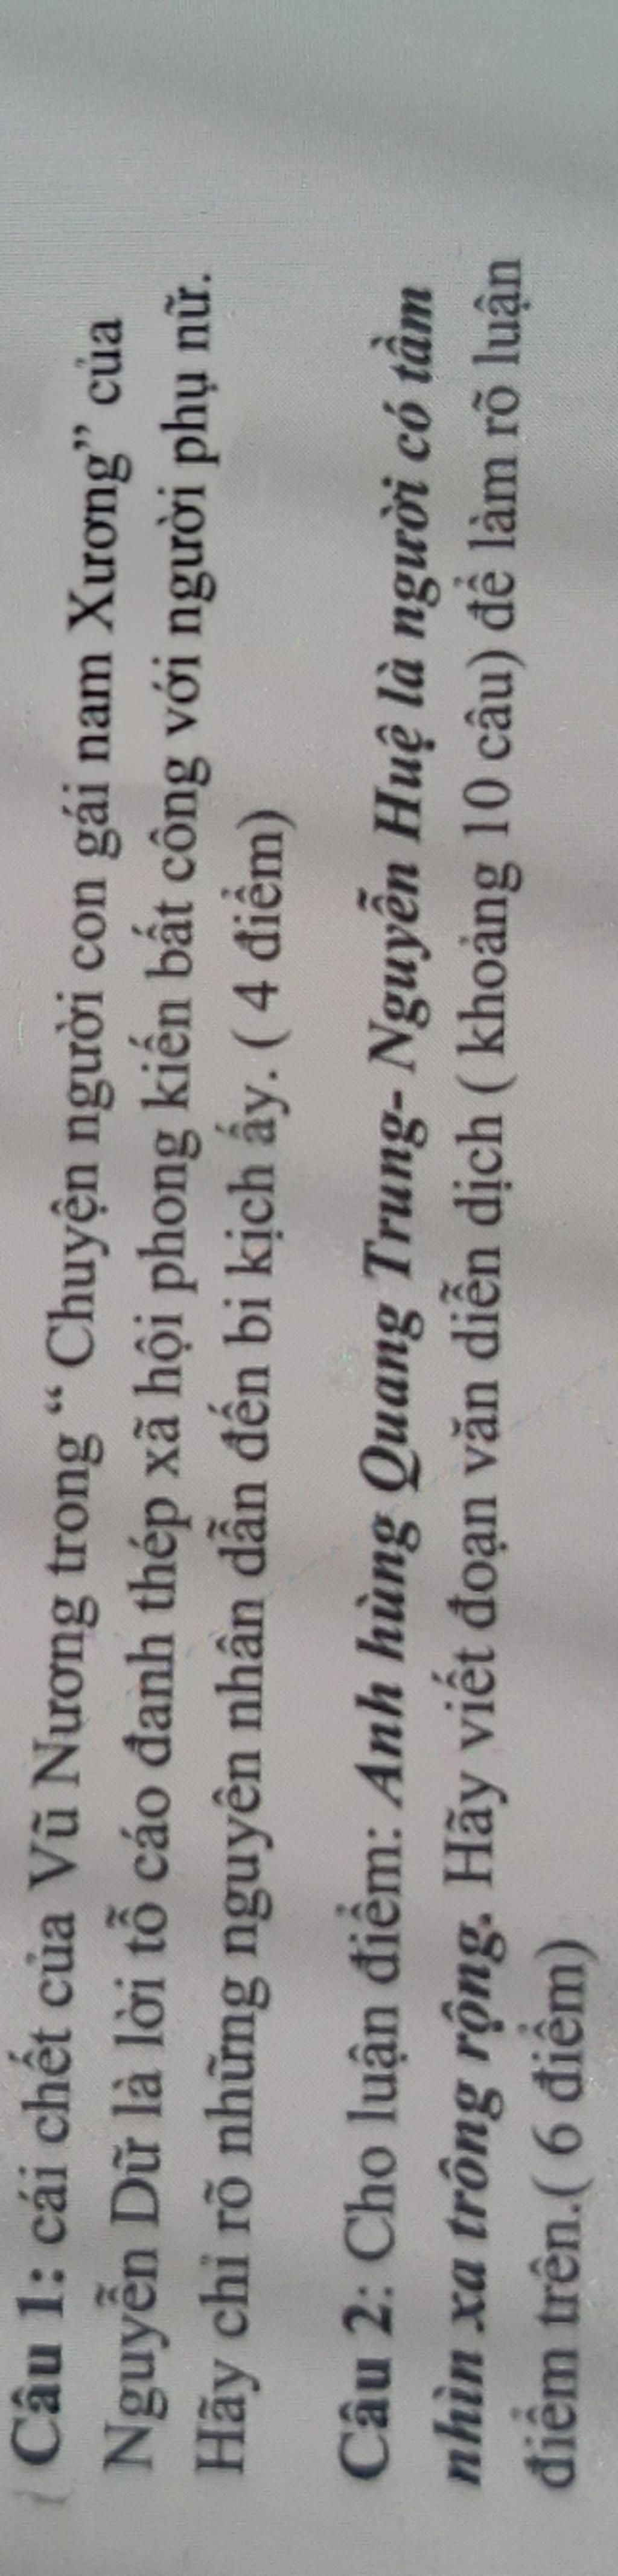 Câu 1: cái chết của Vũ Nương trong “ Chuyện người con gái nam Xương” của
Nguyễn Dữ là lời tỗ cáo đanh thép xã hội phong kiến bất công với người phụ nữ.
Hãy chỉ rõ những nguyên nhân dẫn đến bi kịch ấy. ( 4 điểm)
Câu 2: Cho luận điểm: Anh hùng Quang Trung- Nguyễn Huệ là người có tầm
nhìn xa trông rộng. Hãy viết đoạn văn diễn dịch ( khoảng 10 câu) để làm rõ luận
điểm trên.( 6 điểm)